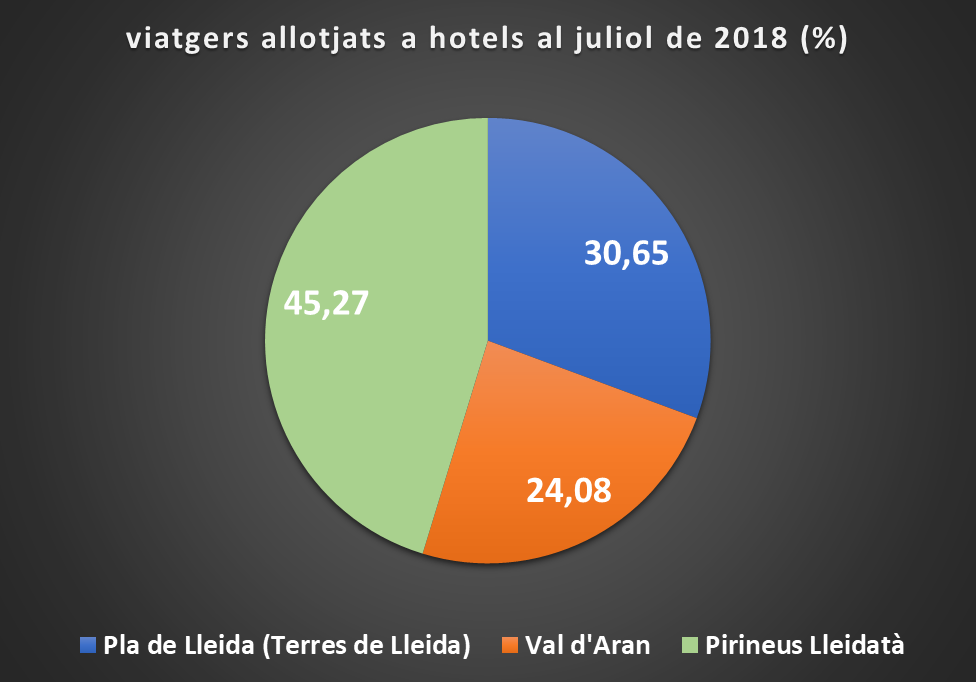 viatgers allotjats a hotels al juliol de 2018 (%)
30,65
45,27
24,08
Pla de Lleida (Terres de Lleida) Val d'Aran Pirineus Lleidatà